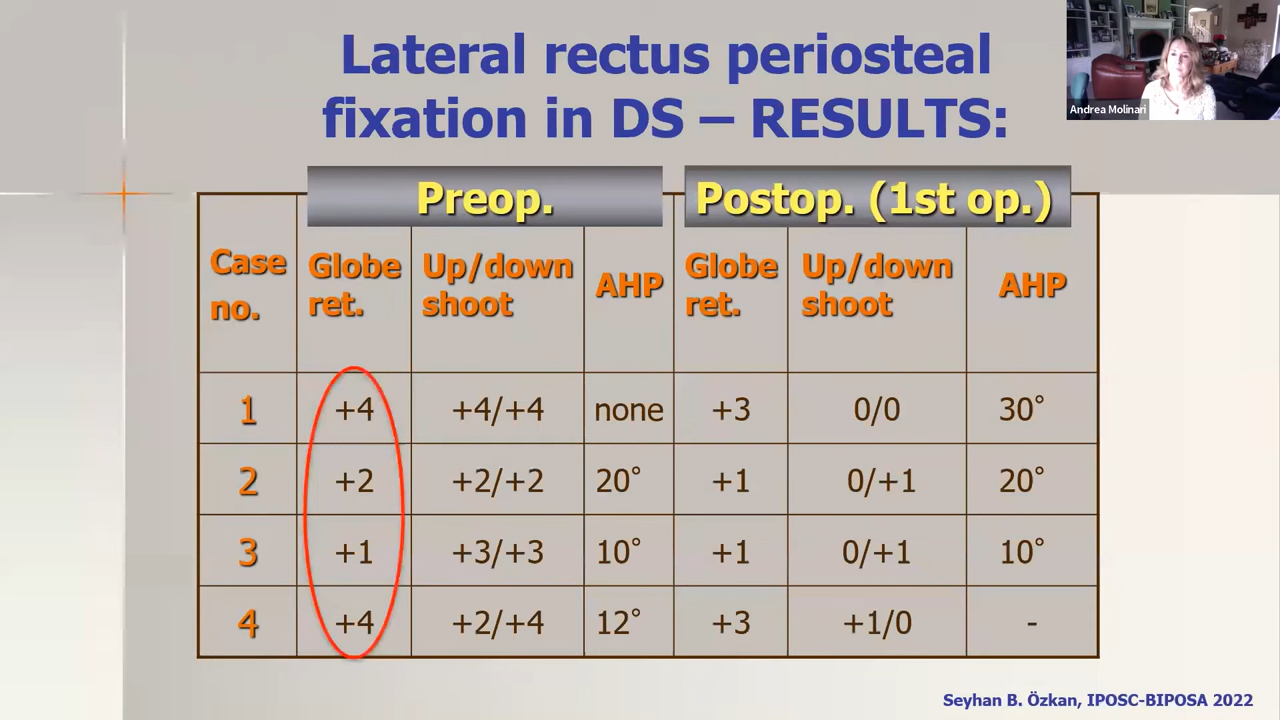 Lateral rectus periosteal
fixation in DS – RESULTS:
Andrea Molinari
Preop. Postop. (1st op.)
Case no. Globe ret. Up/down shoot AHP Globe ret. Up/down shoot AHP
1 +4 +4/+4 none +3 0/0 30˚
2 +2 +2/+2 20˚ +1 0/+1 20˚
3 +1 +3/+3 10˚ +1 0/+1 10˚
4 +4 +2/+4 12˚ +3 +1/0 -
Seyhan B. Özkan, IPOSC-BIPOSA 2022